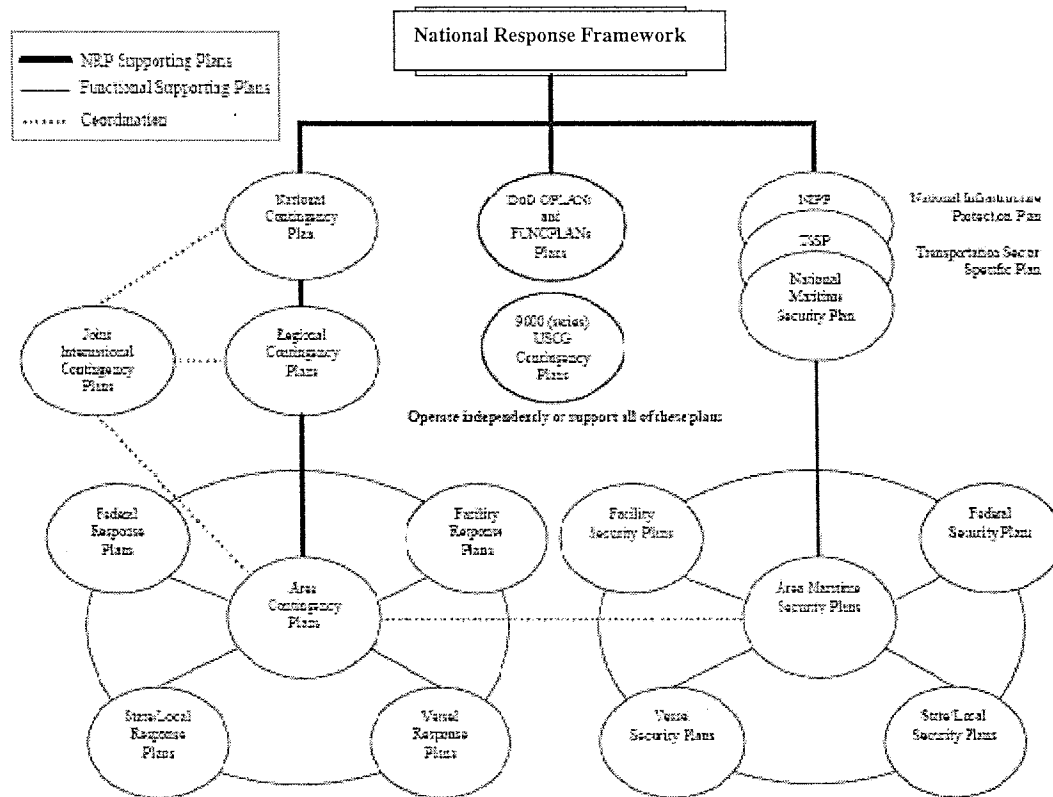 National Response Framework
NRP Supporting Plans
Functional Supporting Plans
Coordination
National
Contingency
Plan
DoD OPLANs
and
FUNCPLANs
Plans
NIPP
National Infrastructure
Protection Plan
TSSP
Transportation Sector
Specific Plan
National
Maritime
Security Plan
Joint
International
Contingency
Plans
Regional
Contingency
Plans
9000 (series)
USCG
Contingency
Plans
Operate independently or support all of these plans
Federal
Response
Plans
Facility
Response
Plans
Facility
Security Plans
Federal
Security Plans
Area
Contingency
Plans
Area Maritime
Security Plans
State/Local
Response
Plans
Vessel
Response
Plans
Vessel
Security Plans
State/Local
Security Plans